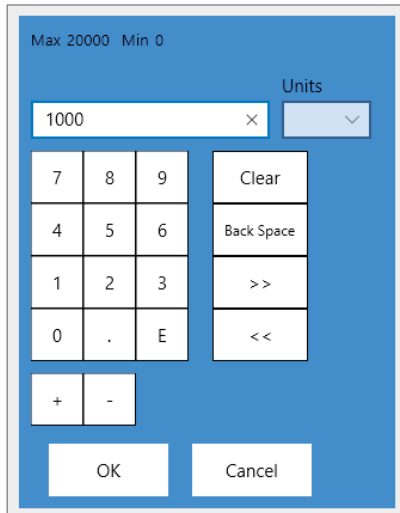 Max 20000 Min 0
Units
1000
7 8 9 Clear
4 5 6 Back Space
1 2 3 >>
0 . E <<
+ -
OK Cancel